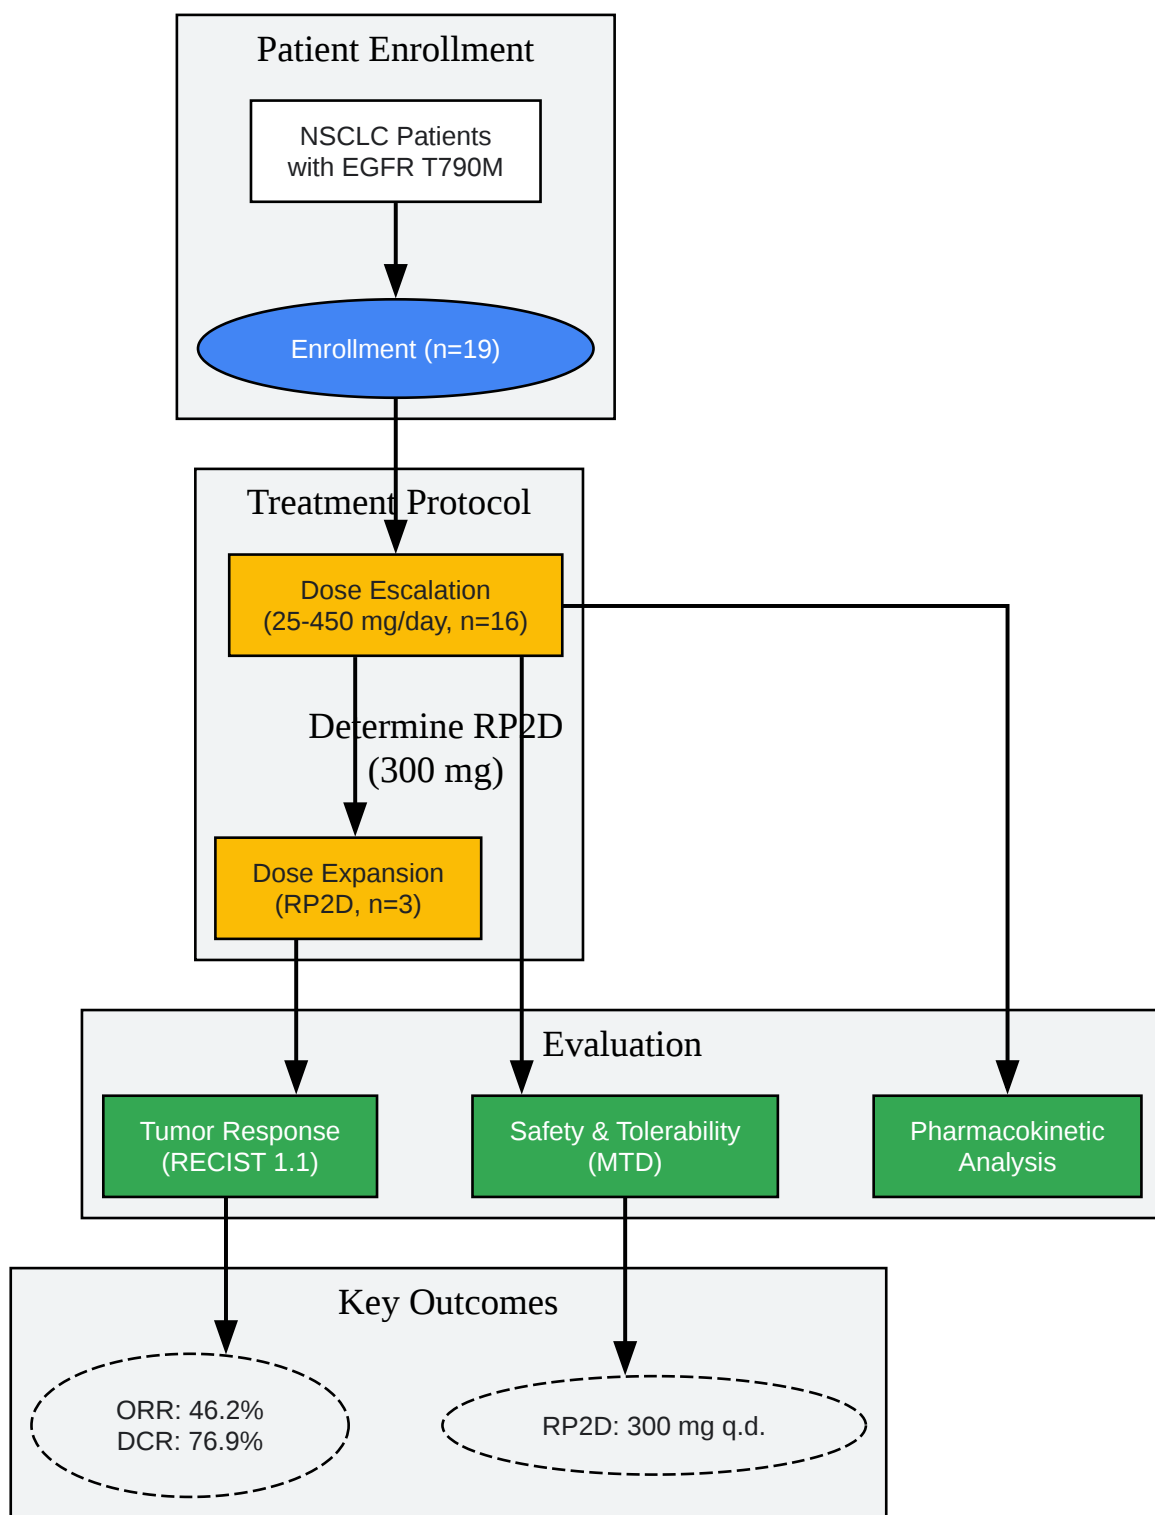 Patient Enrollment
NSCLC Patients
with EGFR T790M
Enrollment (n=19)
Treatment Protocol
Dose Escalation
(25-450 mg/day, n=16)
Determine RP2D
(300 mg)
Dose Expansion
(RP2D, n=3)
Evaluation
Tumor Response
(RECIST 1.1)
Safety & Tolerability
(MTD)
Pharmacokinetic
Analysis
Key Outcomes
ORR: 46.2%
DCR: 76.9%
RP2D: 300 mg q.d.